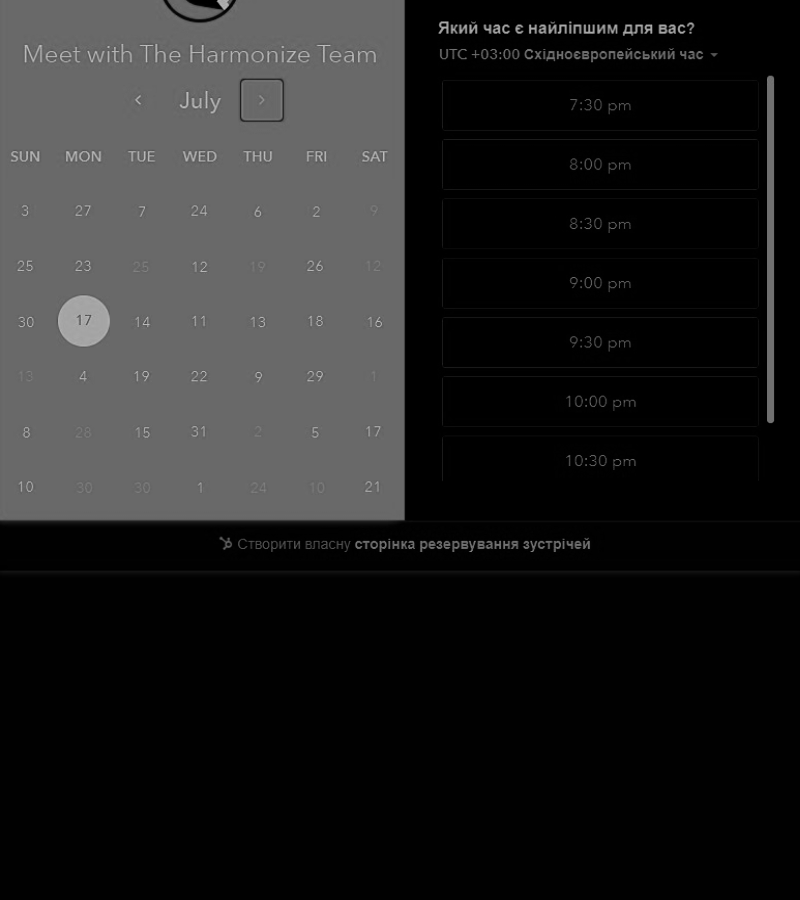 Meet with The Harmonize Team
July
SUN MON TUE WED THU FRI SAT
3 27 7 24 6 2 9
25 23 25 12 19 26 12
30 17 14 11 13 18 16
13 4 19 22 9 29 1
8 28 15 31 2 5 17
10 30 30 1 24 10 21
Який час є найліпшим для вас?
UTC +03:00 Східноєвропейський час
7:30 pm
8:00 pm
8:30 pm
9:00 pm
9:30 pm
10:00 pm
10:30 pm
Створити власну сторінка резервування зустрічей